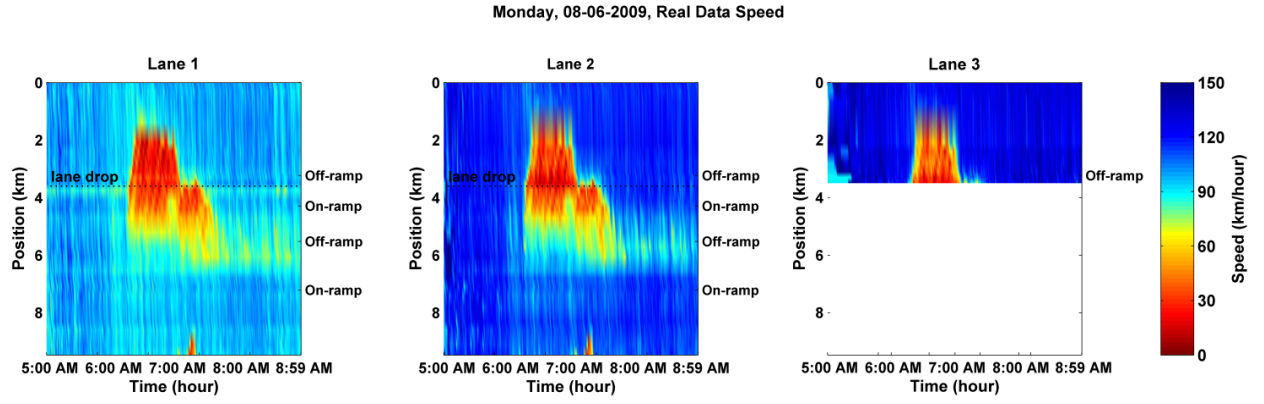 Monday, 08-06-2009, Real Data Speed
Lane 1
Position (km)
0
2
4
6
8
lane drop
Off-ramp
On-ramp
Off-ramp
On-ramp
5:00 AM 6:00 AM 7:00 AM 8:00 AM 8:59 AM
Time (hour)
Lane 2
Position (km)
0
2
4
6
8
lane drop
Off-ramp
On-ramp
Off-ramp
On-ramp
5:00 AM 6:00 AM 7:00 AM 8:00 AM 8:59 AM
Time (hour)
Lane 3
Position (km)
0
2
4
6
8
Off-ramp
5:00 AM 6:00 AM 7:00 AM 8:00 AM 8:59 AM
Time (hour)
150
120
90
60
30
0
Speed (km/hour)